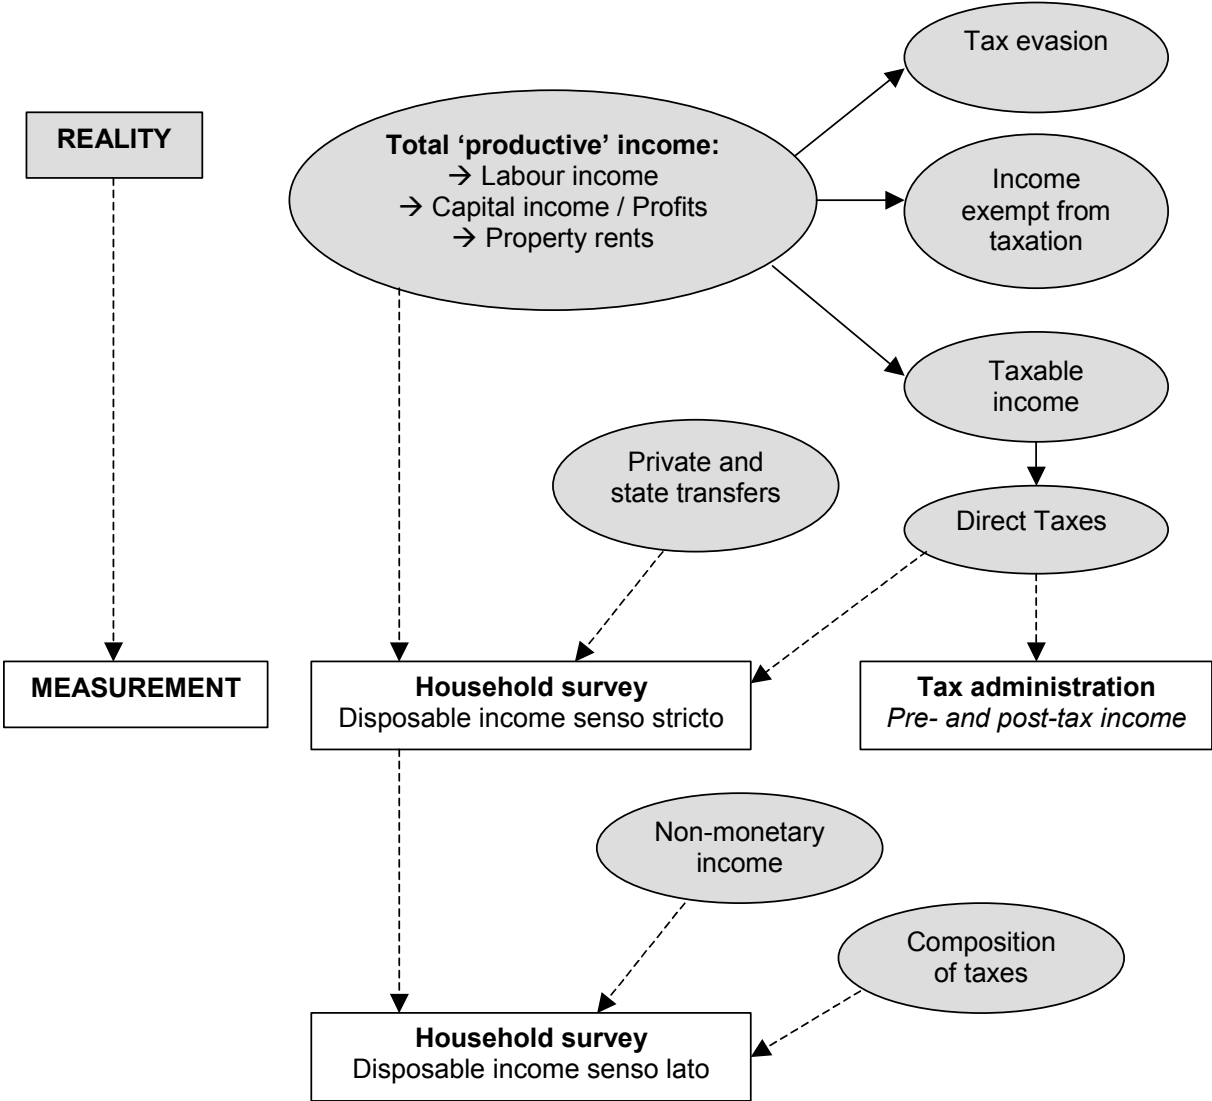 Tax evasion
REALITY
Total ‘productive’ income:
→ Labour income
→ Capital income / Profits
→ Property rents
Income
exempt from
taxation
Taxable
income
Private and
state transfers
Direct Taxes
MEASUREMENT
Household survey
Disposable income senso stricto
Tax administration
Pre- and post-tax income
Non-monetary
income
Composition
of taxes
Household survey
Disposable income senso lato